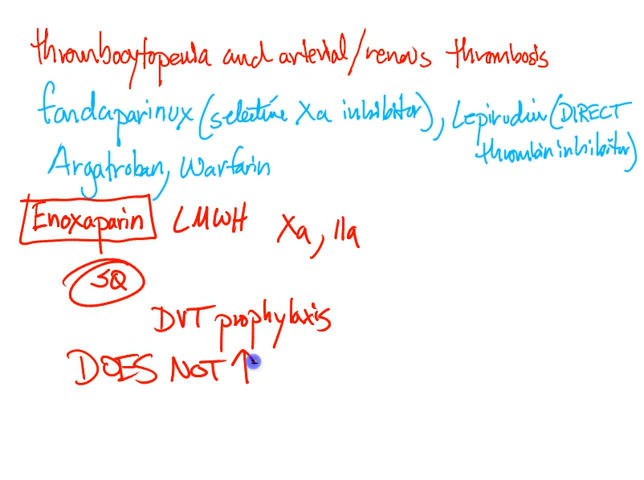 thrombocytopenia and arterial/venous thrombosis
fondaparinux (selective Xa inhibitor), Lepirudin (DIRECT
thrombin inhibitor)
Argatroban, Warfarin
Enoxaparin LMWH Xa, IIa
SQ
DVT prophylaxis
DOES NOT ↑